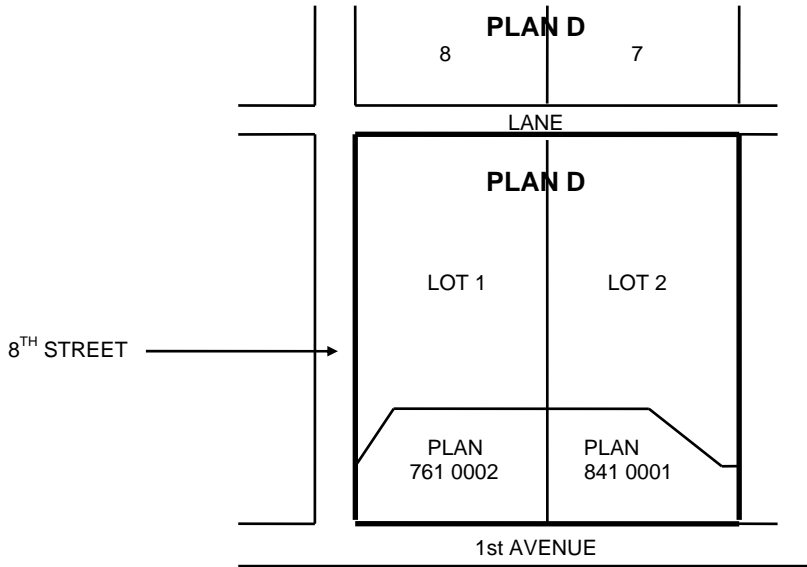 PLAN D
8 7
LANE
PLAN D
LOT 1 LOT 2
8TH STREET
PLAN PLAN
761 0002 841 0001
1st AVENUE